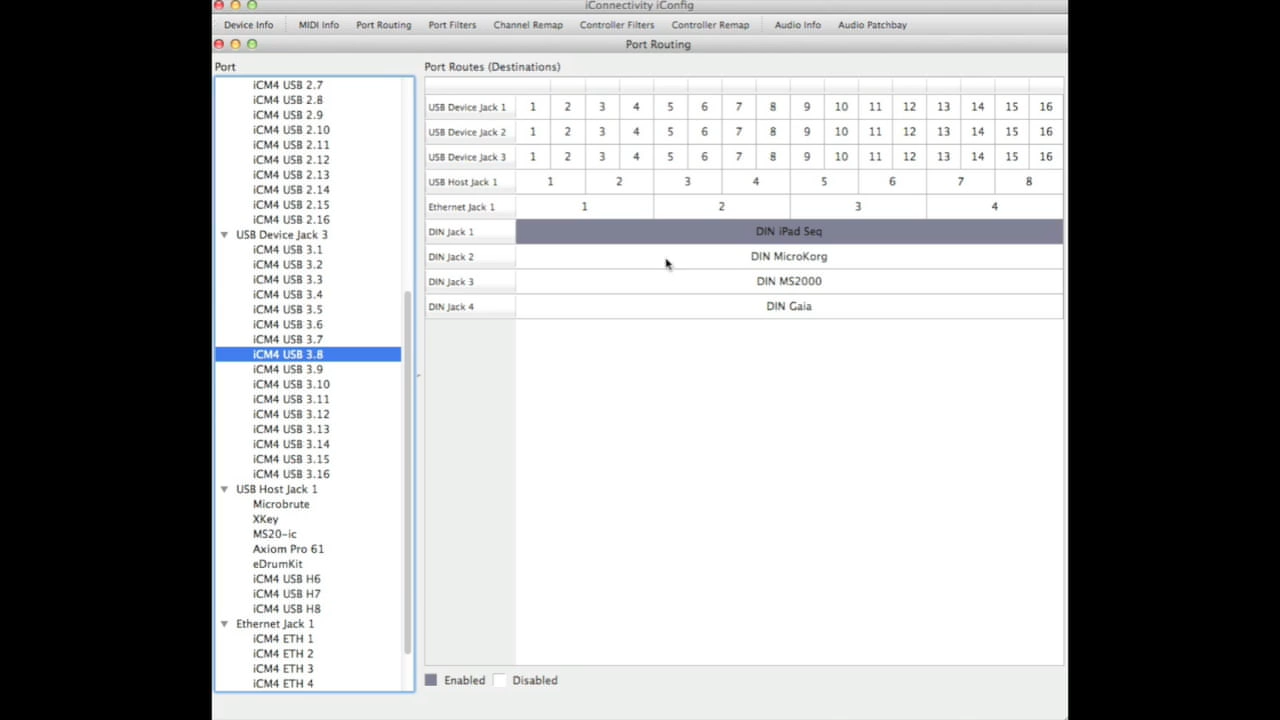 iConnectivity iConfig
Device Info MIDI Info Port Routing Port Filters Channel Remap Controller Filters Controller Remap Audio Info Audio Patchbay
Port Routing
Port
iCM4 USB 2.7
iCM4 USB 2.8
iCM4 USB 2.9
iCM4 USB 2.10
iCM4 USB 2.11
iCM4 USB 2.12
iCM4 USB 2.13
iCM4 USB 2.14
iCM4 USB 2.15
iCM4 USB 2.16
USB Device Jack 3
iCM4 USB 3.1
iCM4 USB 3.2
iCM4 USB 3.3
iCM4 USB 3.4
iCM4 USB 3.5
iCM4 USB 3.6
iCM4 USB 3.7
iCM4 USB 3.8
iCM4 USB 3.9
iCM4 USB 3.10
iCM4 USB 3.11
iCM4 USB 3.12
iCM4 USB 3.13
iCM4 USB 3.14
iCM4 USB 3.15
iCM4 USB 3.16
USB Host Jack 1
Microbrute
XKey
MS20-ic
Axiom Pro 61
eDrumKit
iCM4 USB H6
iCM4 USB H7
iCM4 USB H8
Ethernet Jack 1
iCM4 ETH 1
iCM4 ETH 2
iCM4 ETH 3
iCM4 ETH 4
Port Routes (Destinations)
USB Device Jack 1 1 2 3 4 5 6 7 8 9 10 11 12 13 14 15 16
USB Device Jack 2 1 2 3 4 5 6 7 8 9 10 11 12 13 14 15 16
USB Device Jack 3 1 2 3 4 5 6 7 8 9 10 11 12 13 14 15 16
USB Host Jack 1 1 2 3 4 5 6 7 8
Ethernet Jack 1 1 2 3 4
DIN Jack 1 DIN iPad Seq
DIN Jack 2 DIN MicroKorg
DIN Jack 3 DIN MS2000
DIN Jack 4 DIN Gaia
Enabled Disabled